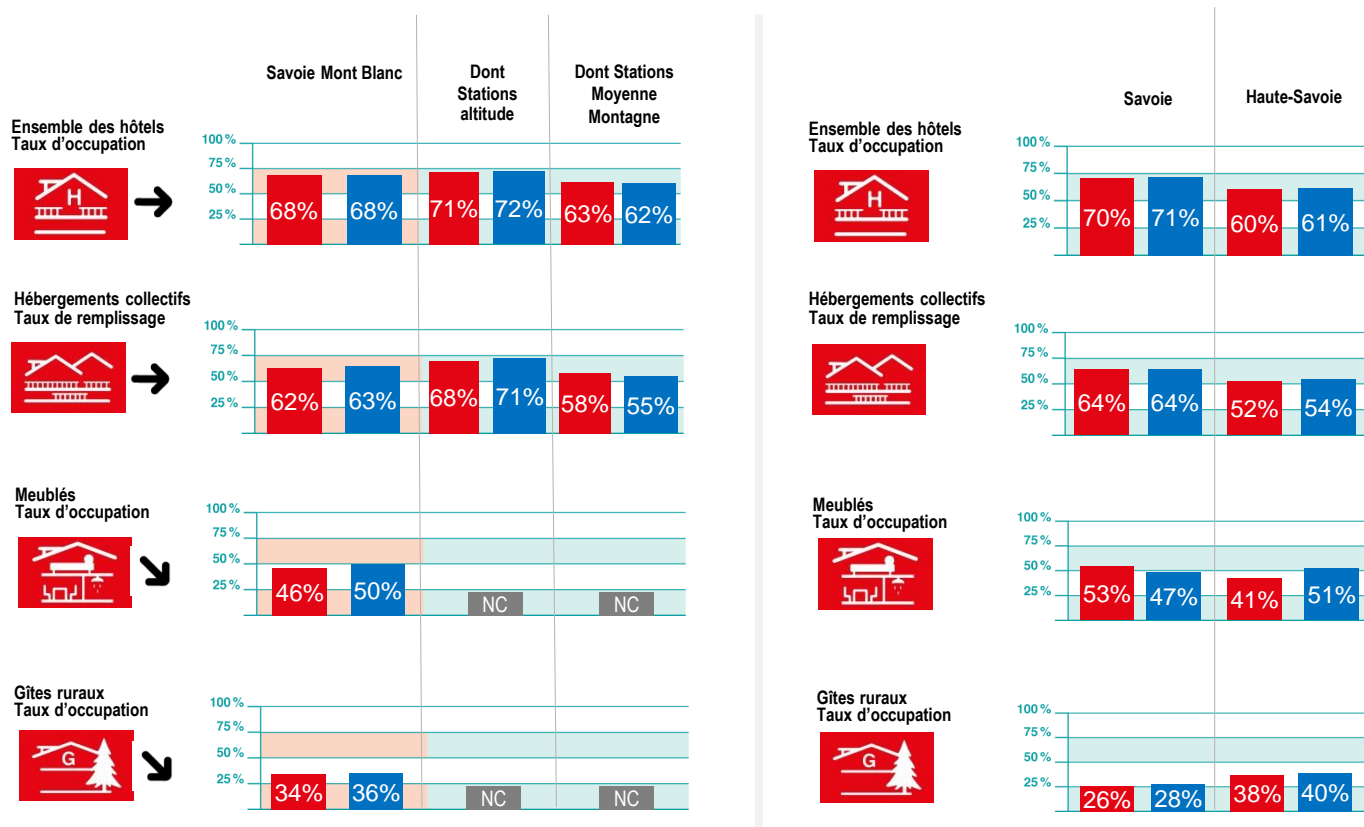 Savoie Mont Blanc
Dont
Stations
altitude
Dont Stations
Moyenne
Montagne
Ensemble des hôtels
Taux d'occupation
H
100%
75%
50%
25%
68%
68%
71%
72%
63%
62%
Hébergements collectifs
Taux de remplissage
100%
75%
50%
25%
62%
63%
68%
71%
58%
55%
Meublés
Taux d'occupation
100%
75%
50%
25%
46%
50%
NC
NC
Gîtes ruraux
Taux d'occupation
G
100%
75%
50%
25%
34%
36%
NC
NC
Savoie
Haute-Savoie
Ensemble des hôtels
Taux d'occupation
H
100%
75%
50%
25%
70%
71%
60%
61%
Hébergements collectifs
Taux de remplissage
100%
75%
50%
25%
64%
64%
52%
54%
Meublés
Taux d'occupation
100%
75%
50%
25%
53%
47%
41%
51%
Gîtes ruraux
Taux d'occupation
G
100%
75%
50%
25%
26%
28%
38%
40%